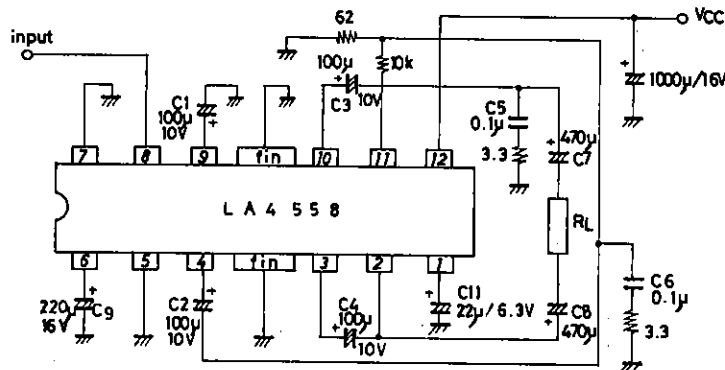 input
62
VCC
100μ
10k
C3
10V
1000μ/16V
C1
100μ
10V
C5
0.1μ
3.3
470μ
C7
7
8
9
fin
10
11
12
LA4558
RL
6
5
4
fin
3
2
1
220μ
16V
C9
C2
100μ
10V
C4
100μ
10V
C11
22μ/6.3V
C8
470μ
C6
0.1μ
3.3